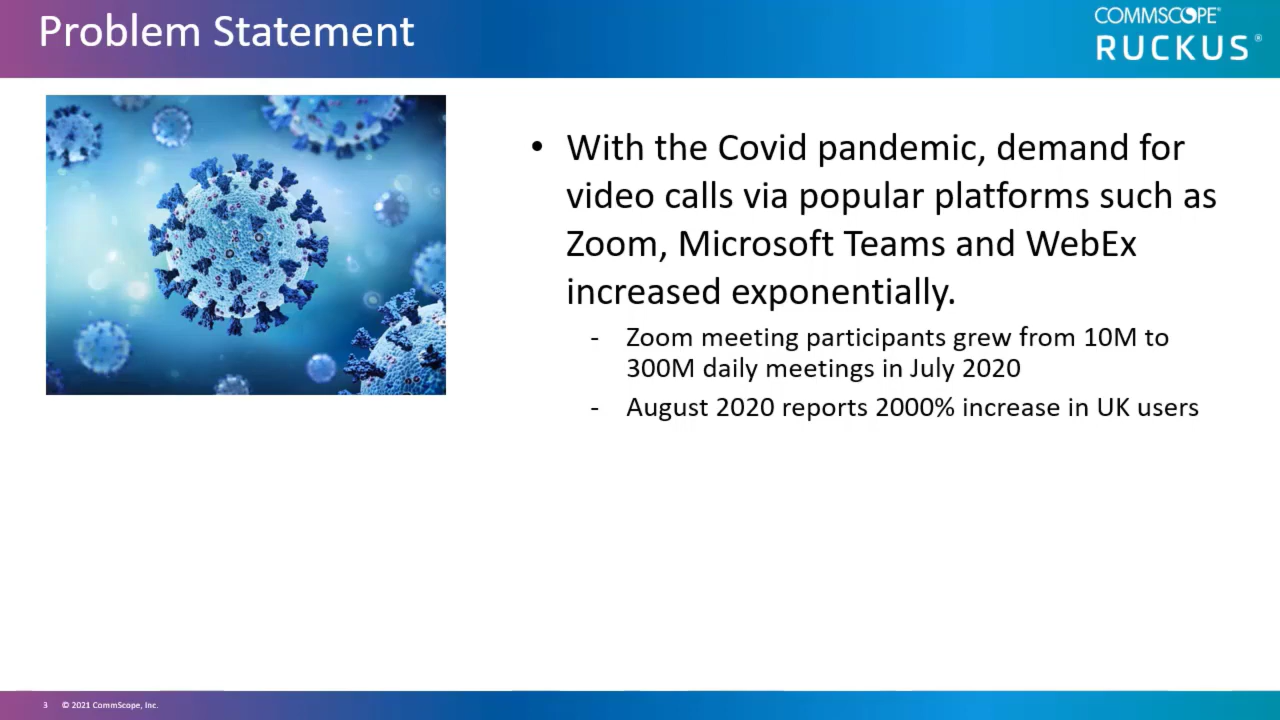 Problem Statement
COMMSCOPE®
RUCKUS®
• With the Covid pandemic, demand for
video calls via popular platforms such as
Zoom, Microsoft Teams and WebEx
increased exponentially.
- Zoom meeting participants grew from 10M to
300M daily meetings in July 2020
- August 2020 reports 2000% increase in UK users
3 © 2021 CommScope, Inc.